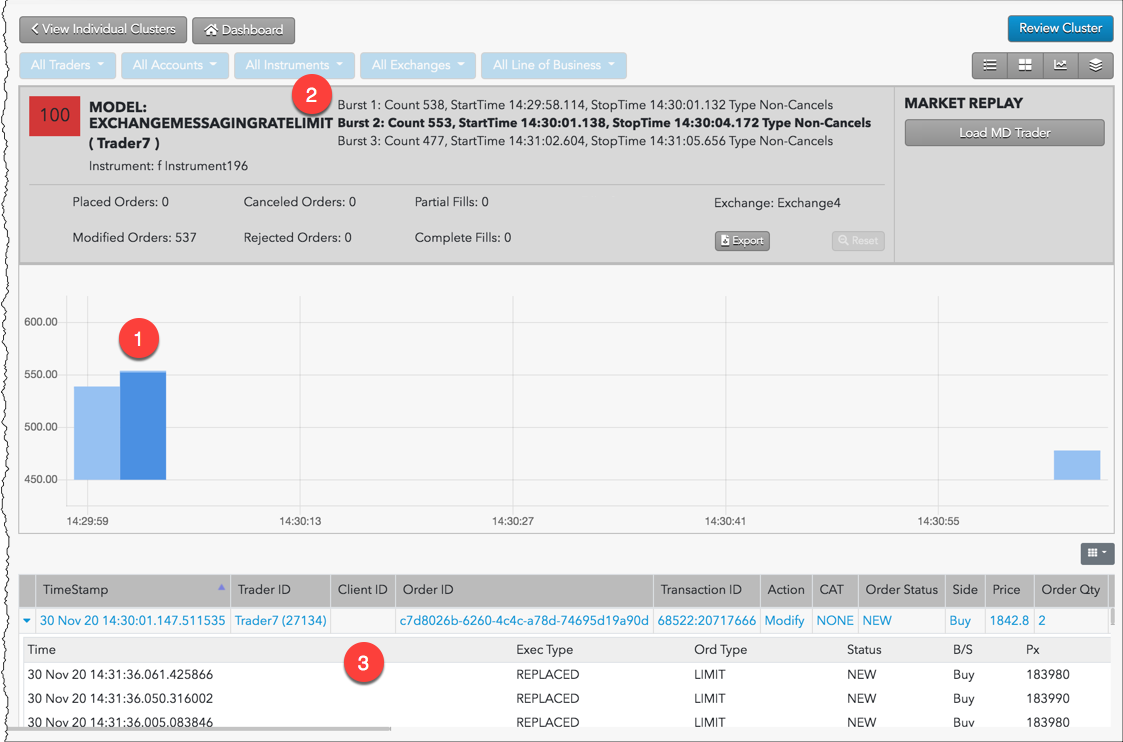 View Individual Clusters Dashboard Review Cluster
All Traders All Accounts All Instruments All Exchanges All Line of Business
100
MODEL:
EXCHANGEMESSAGINGRATELIMIT
( Trader7 )
Instrument: f Instrument196
2
Burst 1: Count 538, StartTime 14:29:58.114, StopTime 14:30:01.132 Type Non-Cancels
Burst 2: Count 553, StartTime 14:30:01.138, StopTime 14:30:04.172 Type Non-Cancels
Burst 3: Count 477, StartTime 14:31:02.604, StopTime 14:31:05.656 Type Non-Cancels
MARKET REPLAY
Load MD Trader
Placed Orders: 0 Canceled Orders: 0 Partial Fills: 0 Exchange: Exchange4
Modified Orders: 537 Rejected Orders: 0 Complete Fills: 0 Export Reset
600.00
1
550.00
500.00
450.00
14:29:59 14:30:13 14:30:27 14:30:41 14:30:55
TimeStamp Trader ID Client ID Order ID Transaction ID Action CAT Order Status Side Price Order Qty
30 Nov 20 14:30:01.147.511535 Trader7 (27134) c7d8026b-6260-4c4c-a78d-74695d19a90d 68522:20717666 Modify NONE NEW Buy 1842.8 2
Time Exec Type Ord Type Status B/S Px
3
30 Nov 20 14:31:36.061.425866 REPLACED LIMIT NEW Buy 183980
30 Nov 20 14:31:36.050.316002 REPLACED LIMIT NEW Buy 183990
30 Nov 20 14:31:36.005.083846 REPLACED LIMIT NEW Buy 183980